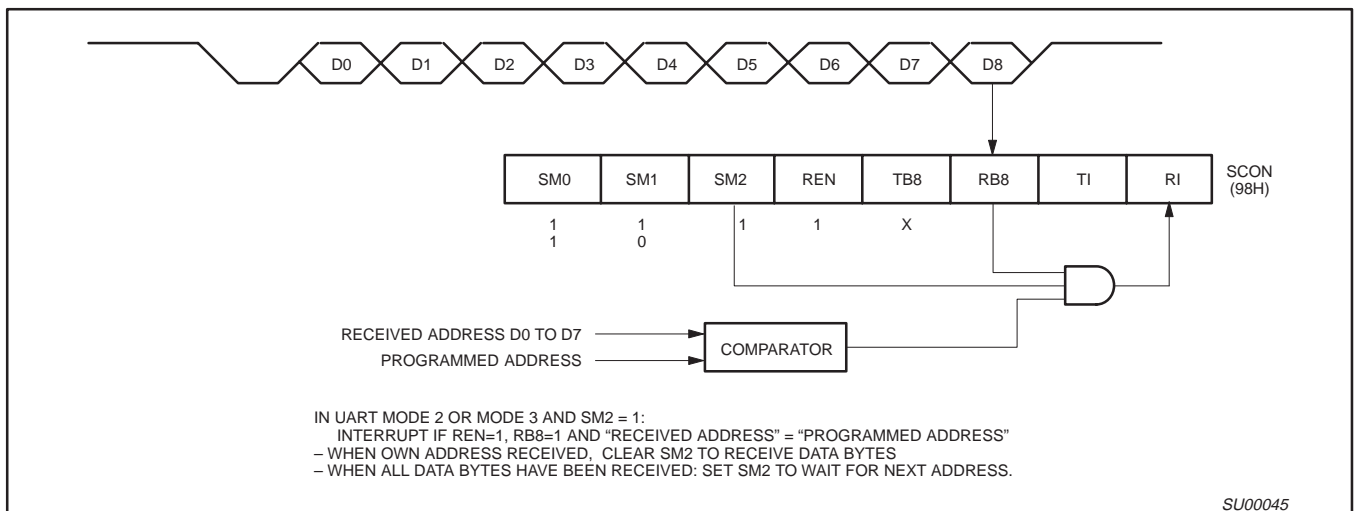 D0 D1 D2 D3 D4 D5 D6 D7 D8
SM0 SM1 SM2 REN TB8 RB8 TI RI
SCON
(98H)
1 1 1 1 X
1 0
RECEIVED ADDRESS D0 TO D7
PROGRAMMED ADDRESS
COMPARATOR
IN UART MODE 2 OR MODE 3 AND SM2 = 1:
INTERRUPT IF REN=1, RB8=1 AND “RECEIVED ADDRESS” = “PROGRAMMED ADDRESS”
– WHEN OWN ADDRESS RECEIVED, CLEAR SM2 TO RECEIVE DATA BYTES
– WHEN ALL DATA BYTES HAVE BEEN RECEIVED: SET SM2 TO WAIT FOR NEXT ADDRESS.
SU00045